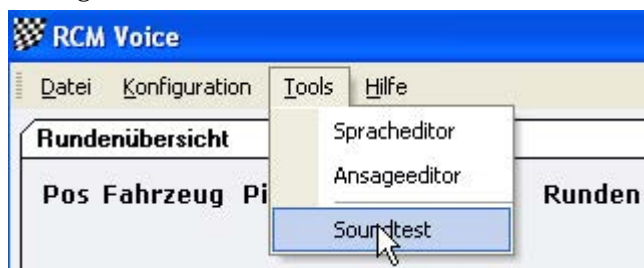 RCM Voice
Datei Konfiguration Tools Hilfe
Rundenübersicht
Spracheditor
Ansageeditor
Soundtest
Pos Fahrzeug Pi Runden